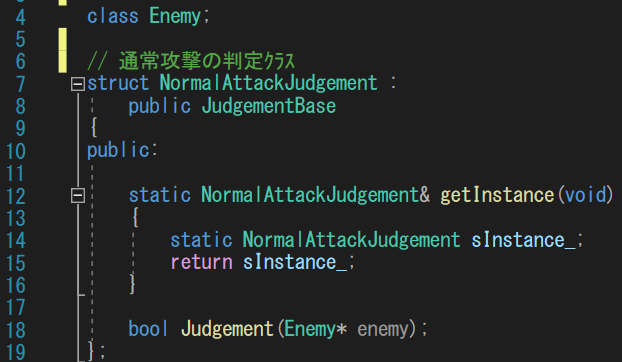 4 class Enemy;
5
6 // 通常攻撃の判定ｸﾗｽ
7 struct NormalAttackJudgement :
8 public JudgementBase
9 {
10 public:
11
12 static NormalAttackJudgement& getInstance(void)
13 {
14 static NormalAttackJudgement sInstance_;
15 return sInstance_;
16 }
17
18 bool Judgement(Enemy* enemy);
19 };